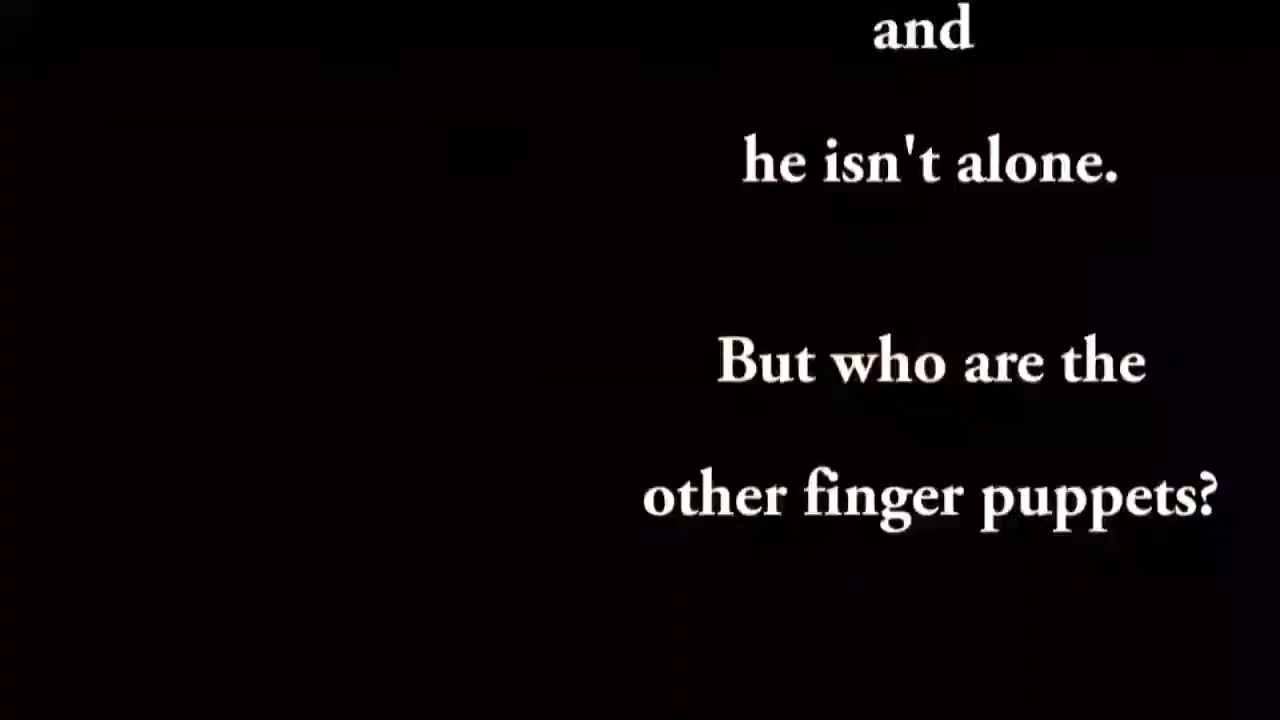 and
he isn't alone.
But who are the
other finger puppets?